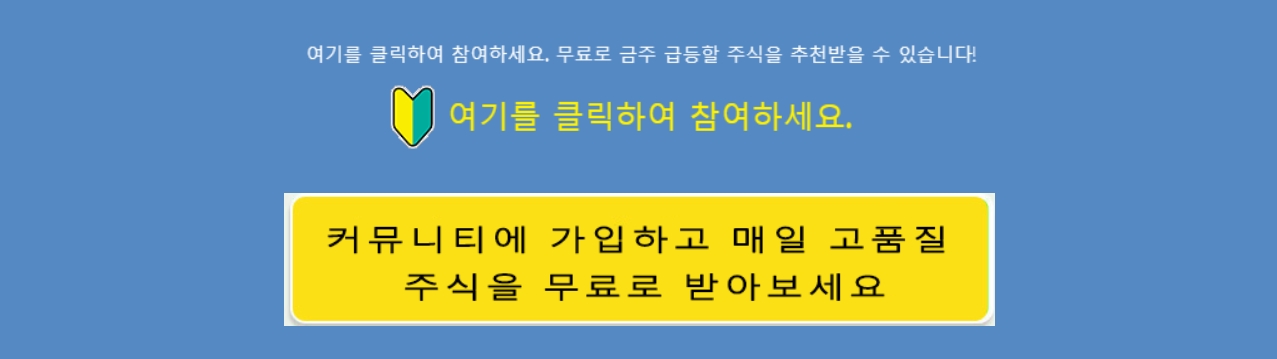 여기를 클릭하여 참여하세요. 무료로 금주 급등할 주식을 추천받을 수 있습니다!
여기를 클릭하여 참여하세요.
커뮤니티에 가입하고 매일 고품질
주식을 무료로 받아보세요